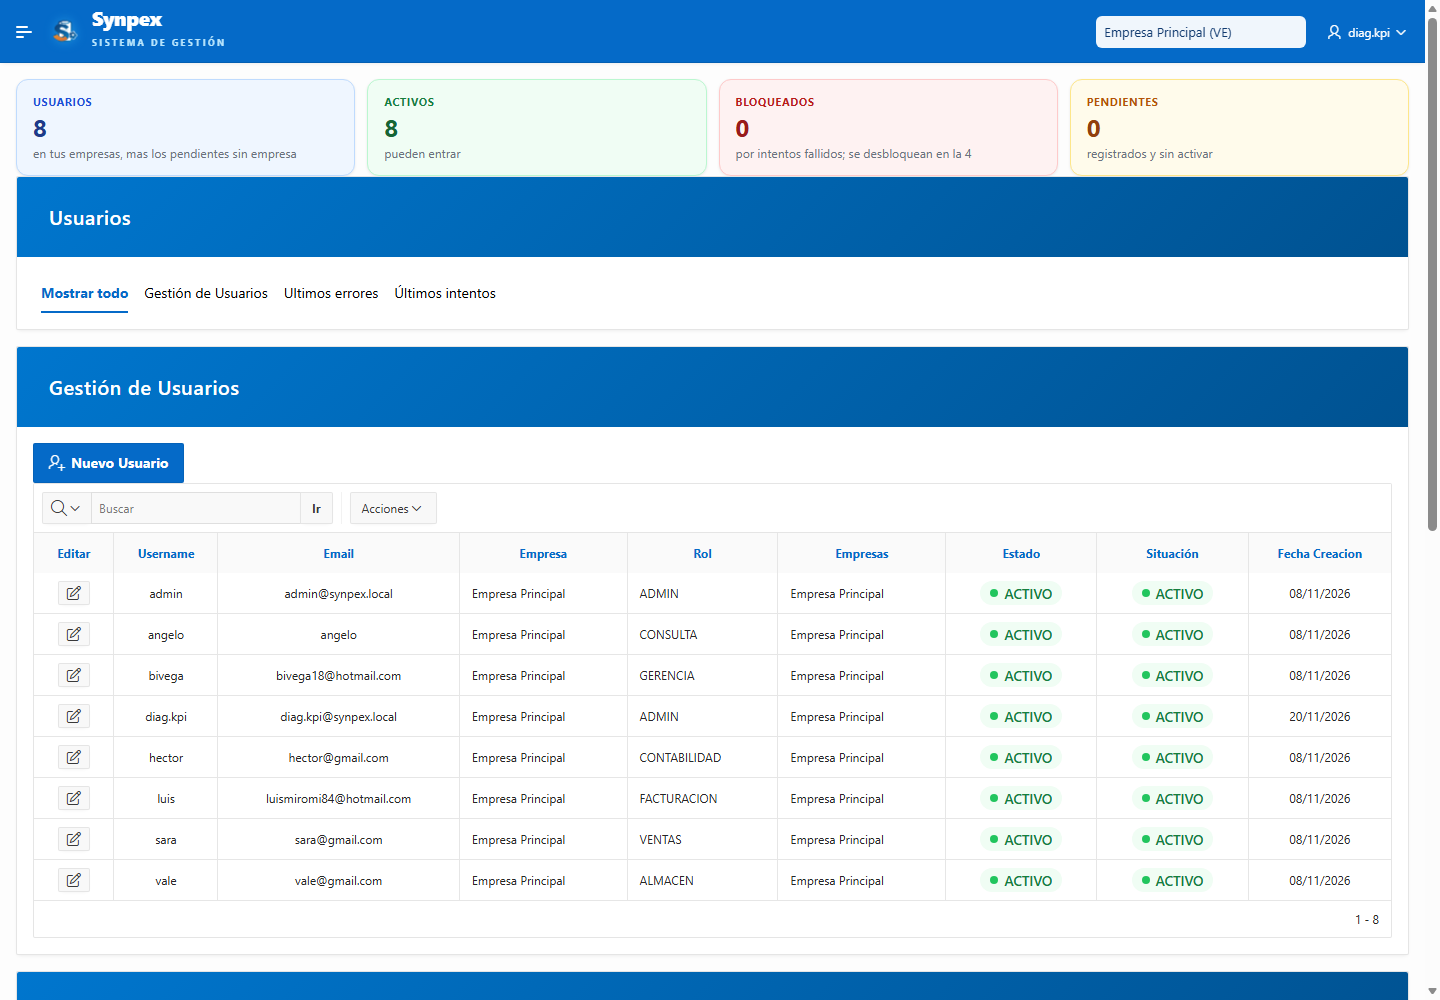 Synpex
SISTEMA DE GESTIÓN
Empresa Principal (VE)
diag.kpi
USUARIOS
8
en tus empresas, mas los pendientes sin empresa
ACTIVOS
8
pueden entrar
BLOQUEADOS
0
por intentos fallidos; se desbloquean en la 4
PENDIENTES
0
registrados y sin activar
Usuarios
Mostrar todo Gestión de Usuarios Ultimos errores Últimos intentos
Gestión de Usuarios
Nuevo Usuario
Buscar Ir Acciones
Editar Username Email Empresa Rol Empresas Estado Situación Fecha Creacion
admin admin@synpex.local Empresa Principal ADMIN Empresa Principal ACTIVO ACTIVO 08/11/2026
angelo angelo Empresa Principal CONSULTA Empresa Principal ACTIVO ACTIVO 08/11/2026
bivega bivega18@hotmail.com Empresa Principal GERENCIA Empresa Principal ACTIVO ACTIVO 08/11/2026
diag.kpi diag.kpi@synpex.local Empresa Principal ADMIN Empresa Principal ACTIVO ACTIVO 20/11/2026
hector hector@gmail.com Empresa Principal CONTABILIDAD Empresa Principal ACTIVO ACTIVO 08/11/2026
luis luismiromi84@hotmail.com Empresa Principal FACTURACION Empresa Principal ACTIVO ACTIVO 08/11/2026
sara sara@gmail.com Empresa Principal VENTAS Empresa Principal ACTIVO ACTIVO 08/11/2026
vale vale@gmail.com Empresa Principal ALMACEN Empresa Principal ACTIVO ACTIVO 08/11/2026
1 - 8